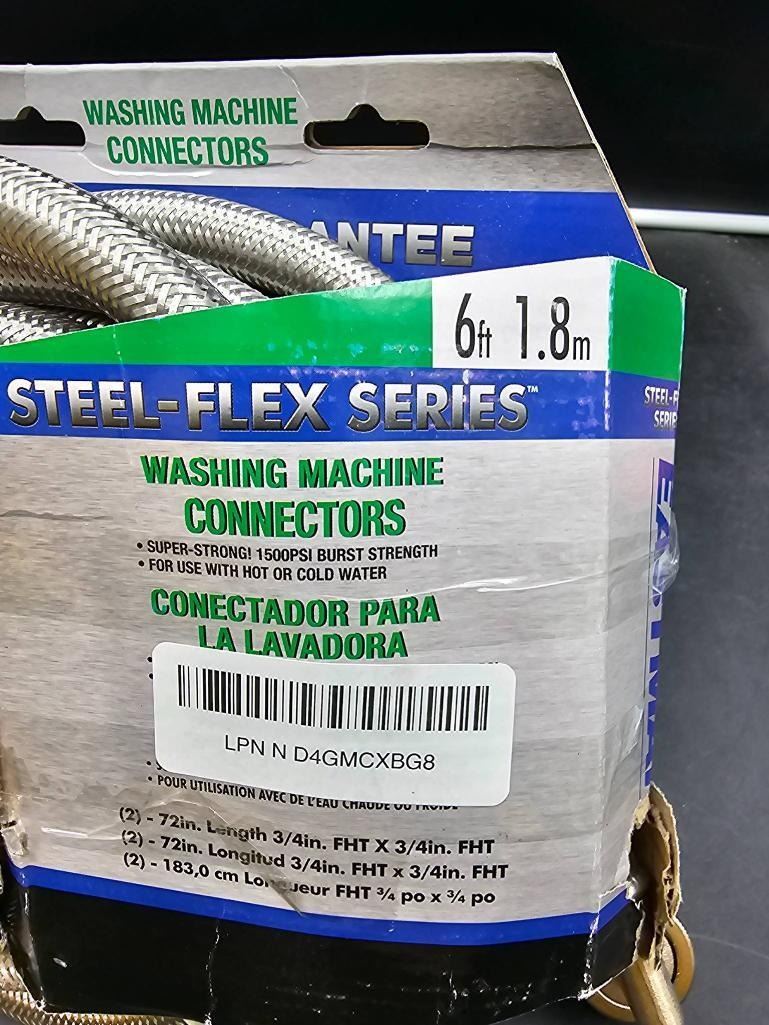 WASHING MACHINE
CONNECTORS
ANTEE
6ft 1.8m
STEEL-FLEX SERIES™
STEEL-F
SERIE
WASHING MACHINE
CONNECTORS
• SUPER-STRONG! 1500PSI BURST STRENGTH
• FOR USE WITH HOT OR COLD WATER
CONECTADOR PARA
LA LAVADORA
LPN N D4GMCXBG8
• POUR UTILISATION AVEC DE L'EAU CHAUDE OU FROIDE
(2) - 72in. Length 3/4in. FHT X 3/4in. FHT
(2) - 72in. Longitud 3/4in. FHT x 3/4in. FHT
(2) - 183,0 cm Longueur FHT ¾ po x ¾ po